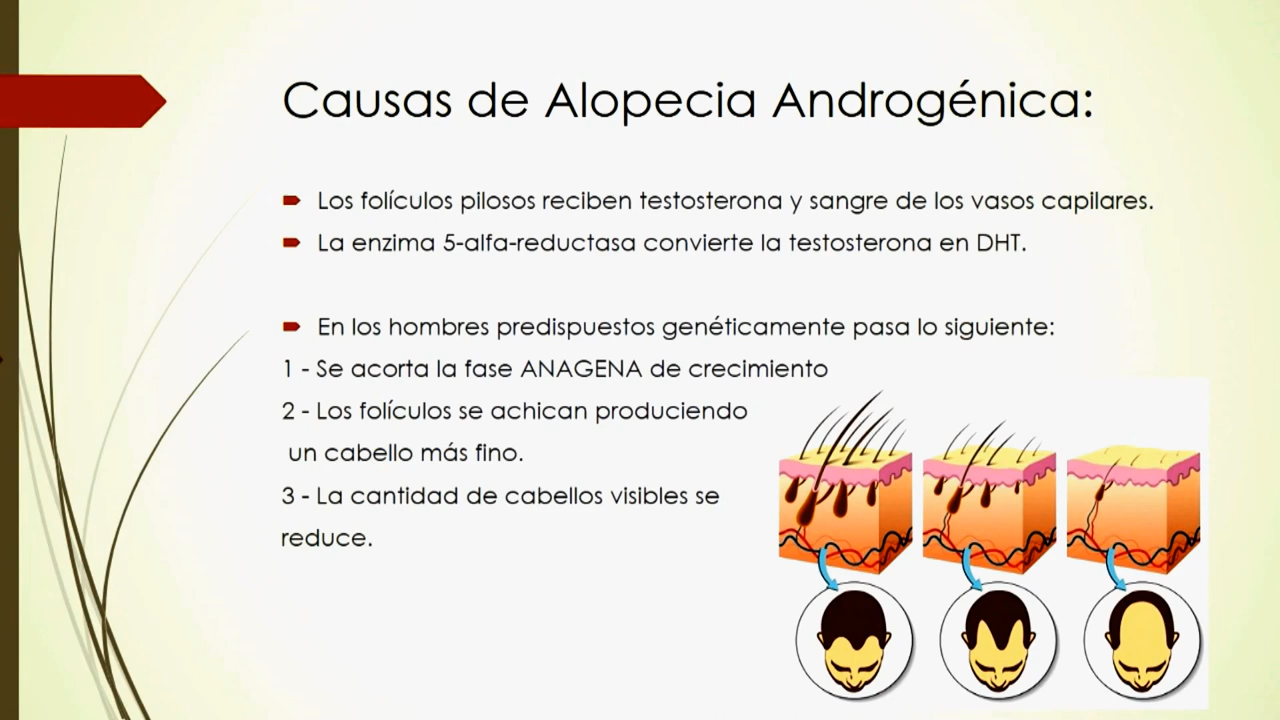 Causas de Alopecia Androgénica:
Los folículos pilosos reciben testosterona y sangre de los vasos capilares.
La enzima 5-alfa-reductasa convierte la testosterona en DHT.
En los hombres predispuestos genéticamente pasa lo siguiente:
1 - Se acorta la fase ANAGENA de crecimiento
2 - Los folículos se achican produciendo
un cabello más fino.
3 - La cantidad de cabellos visibles se
reduce.